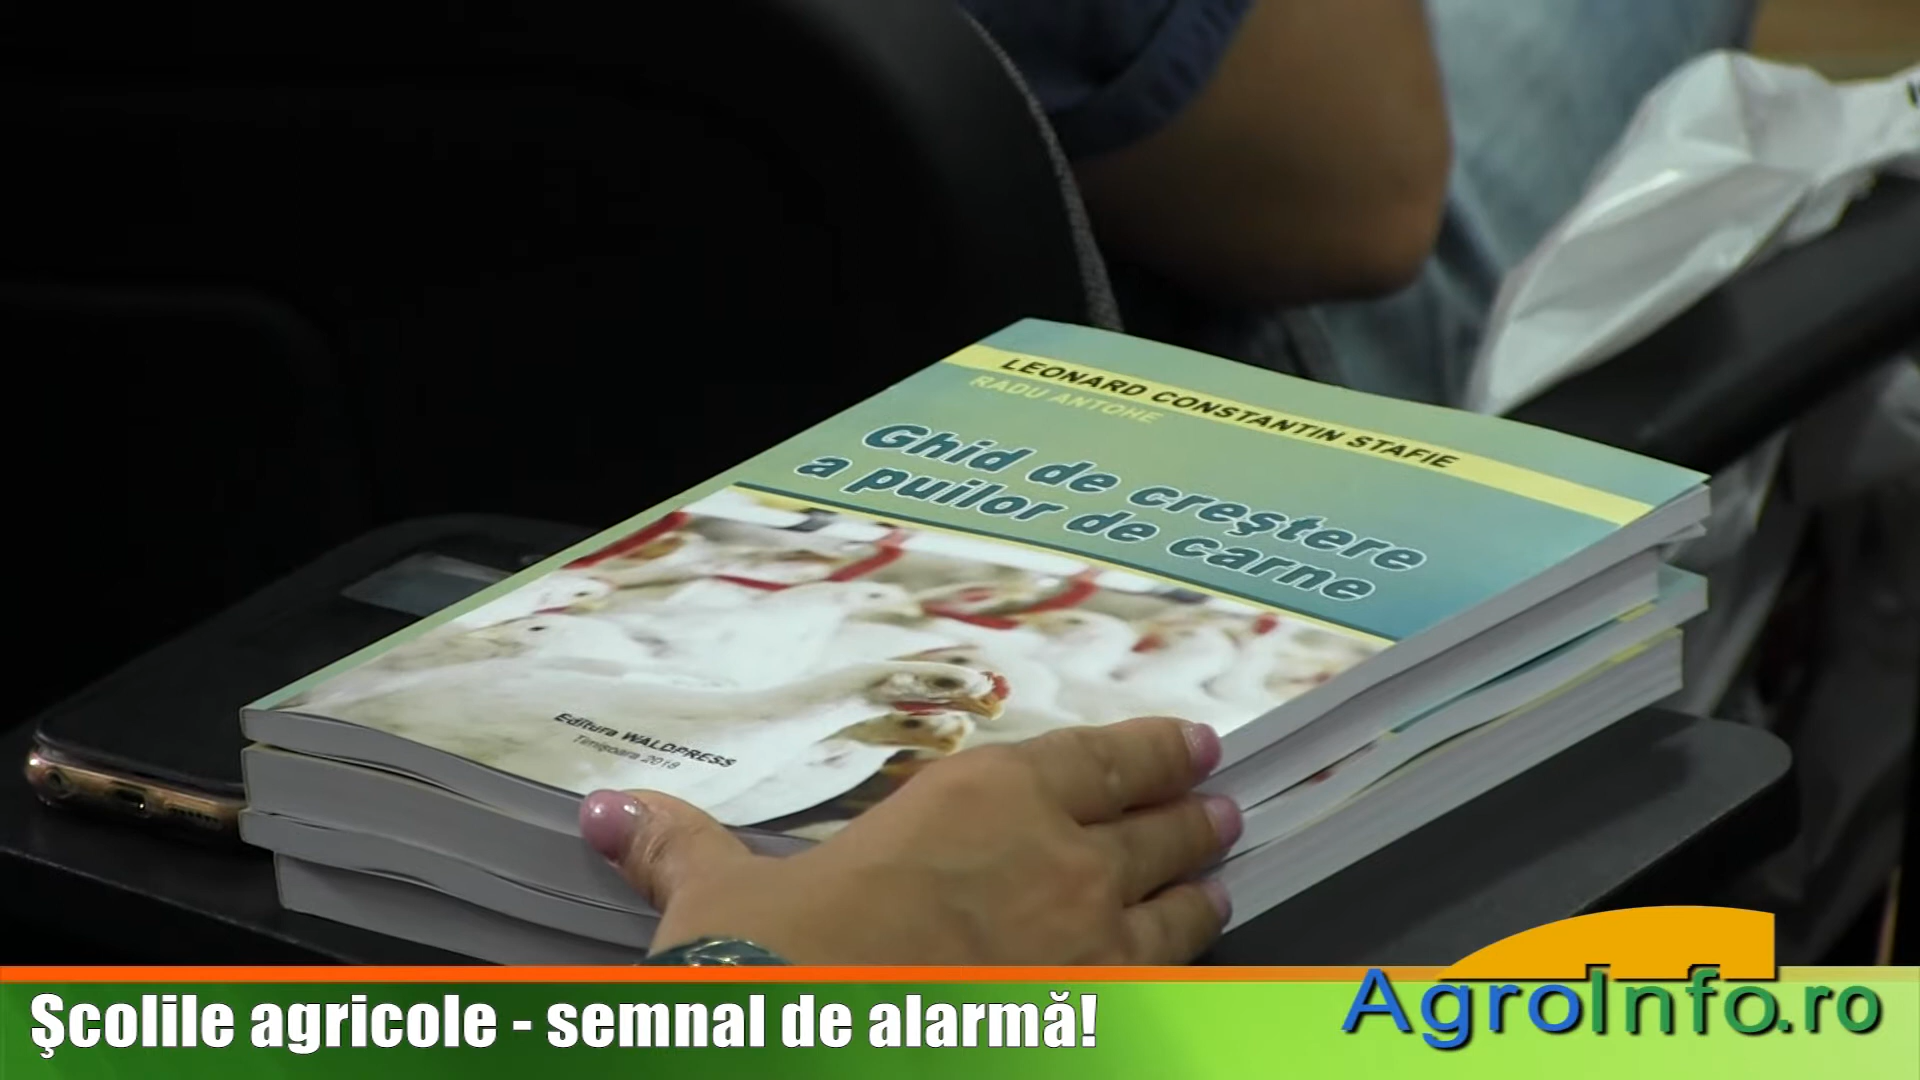 LEONARD CONSTANTIN STAFIE
RADU ANTOHE
Ghid de creştere
a puilor de carne
Editura WALDPRESS
Timişoara 2018
Şcolile agricole - semnal de alarmă!
AgroInfo.ro